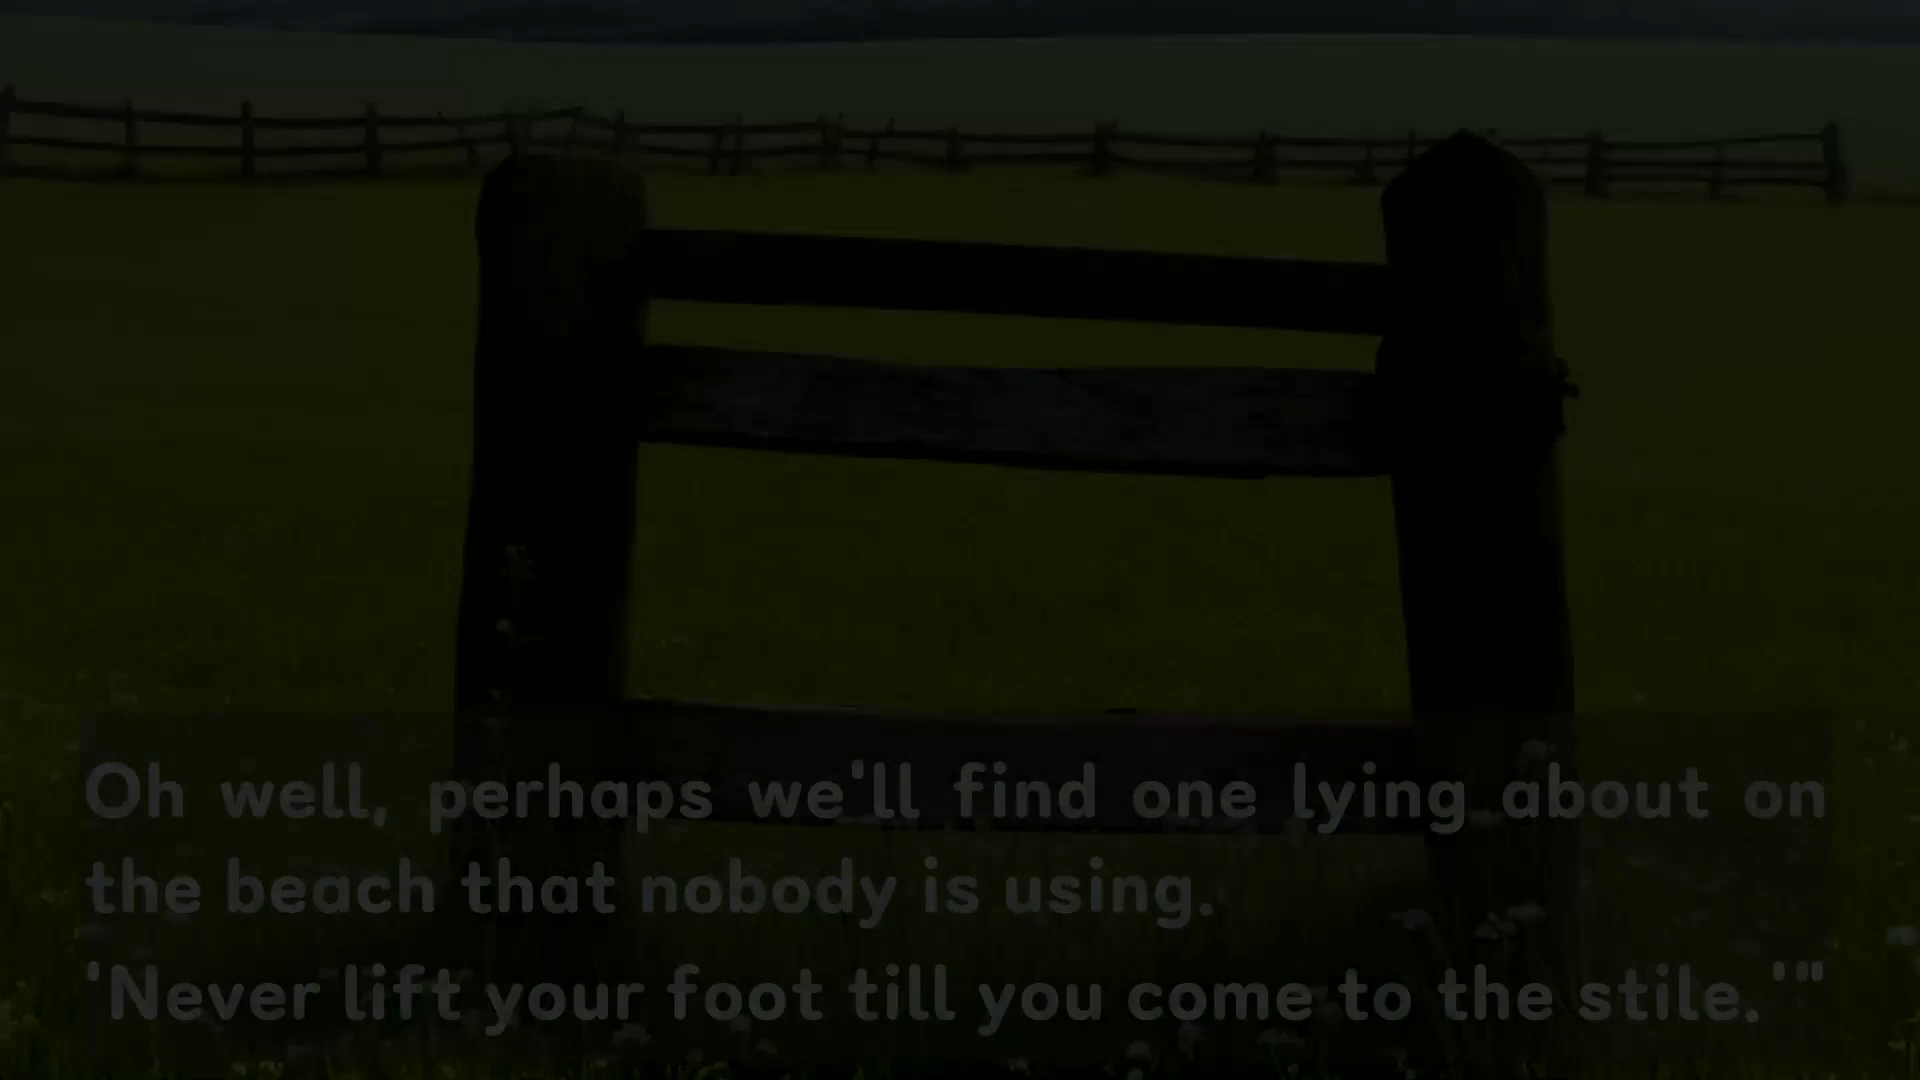 Oh well, perhaps we'll find one lying about on
the beach that nobody is using.
'Never lift your foot till you come to the stile.'"